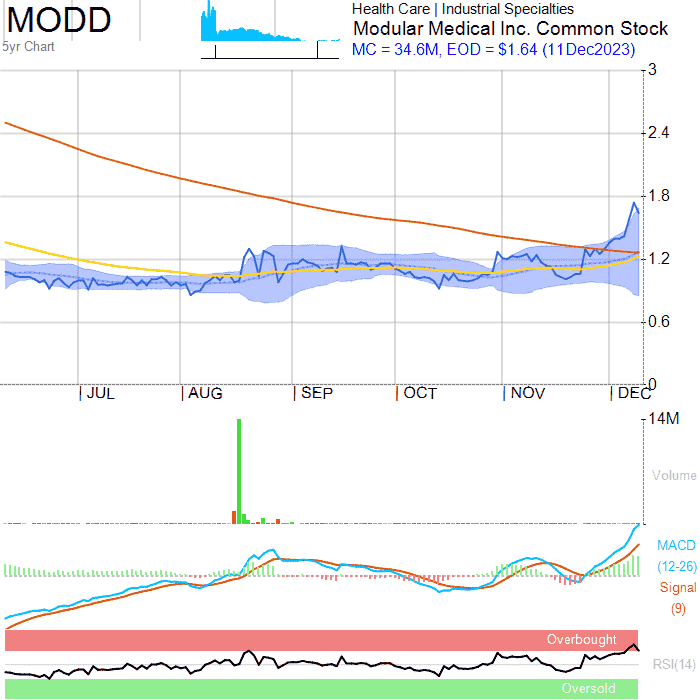 MODD
5yr Chart
Health Care | Industrial Specialties
Modular Medical Inc. Common Stock
MC = 34.6M, EOD = $1.64 (11Dec2023)
3
2.4
1.8
1.2
0.6
0
JUL AUG SEP OCT NOV DEC
14M
Volume
MACD
(12-26)
Signal
(9)
Overbought
RSI(14)
Oversold